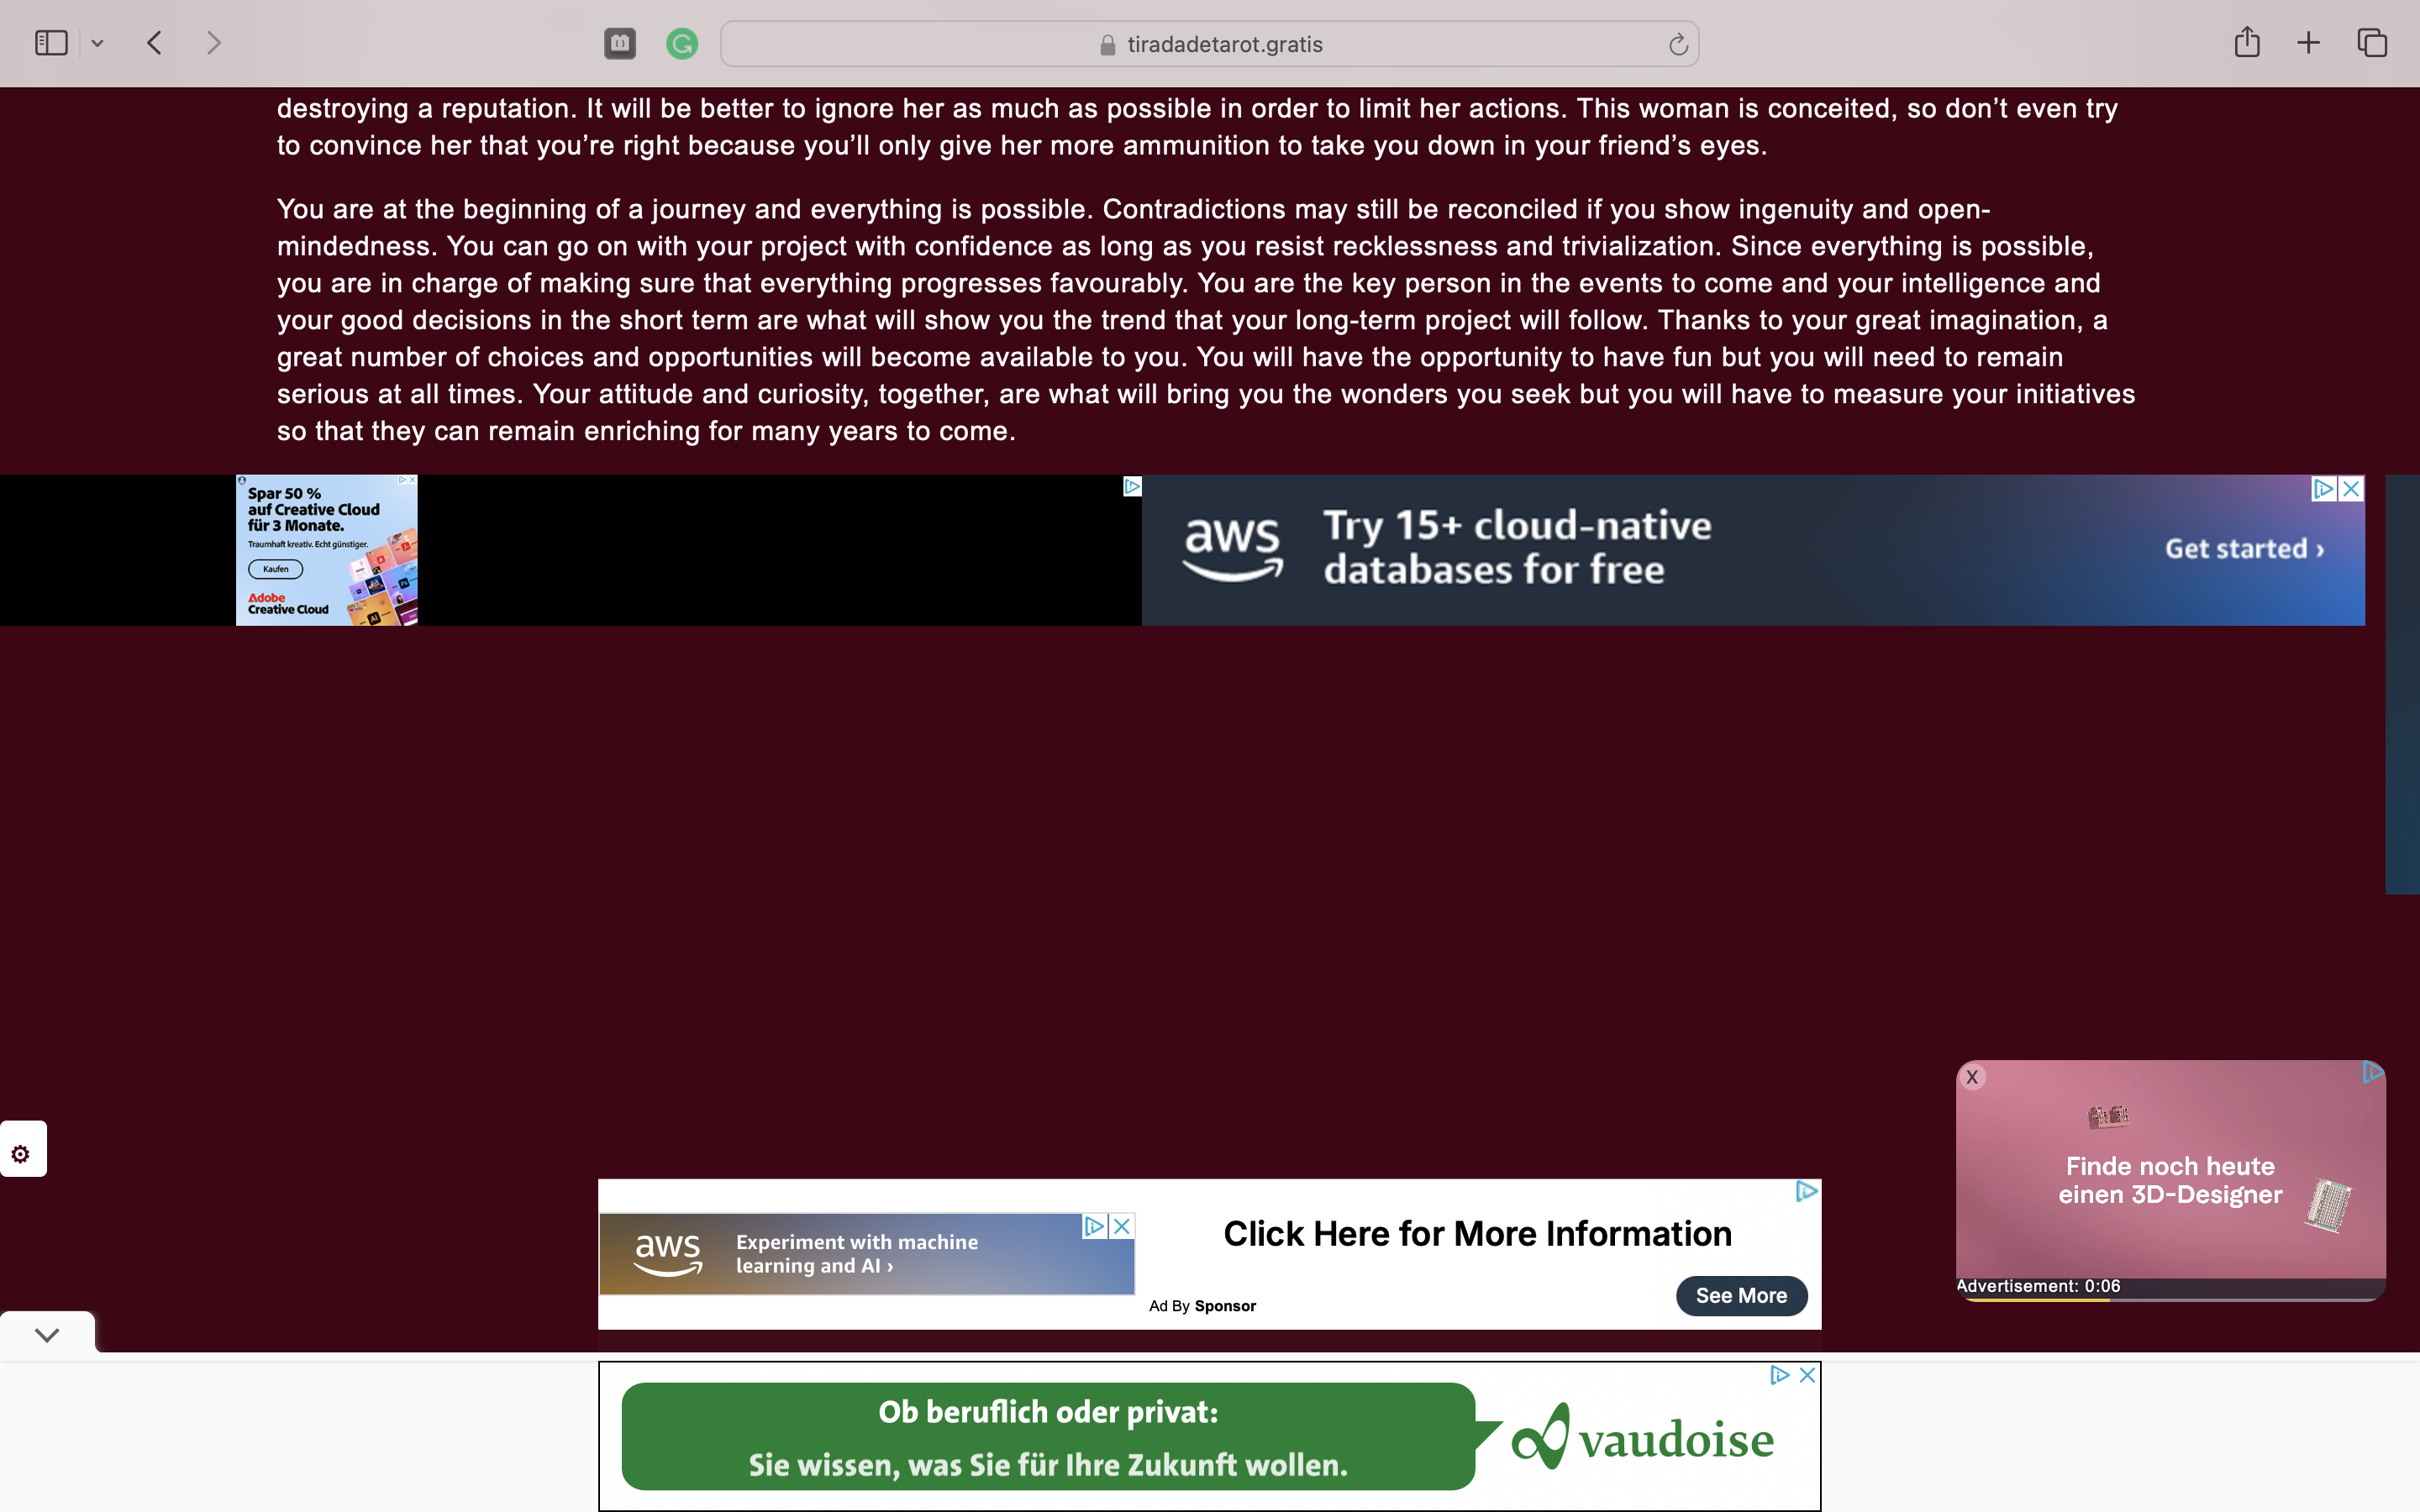 tiradadetarot.gratis
destroying a reputation. It will be better to ignore her as much as possible in order to limit her actions. This woman is conceited, so don’t even try
to convince her that you’re right because you’ll only give her more ammunition to take you down in your friend’s eyes.
You are at the beginning of a journey and everything is possible. Contradictions may still be reconciled if you show ingenuity and open-
mindedness. You can go on with your project with confidence as long as you resist recklessness and trivialization. Since everything is possible,
you are in charge of making sure that everything progresses favourably. You are the key person in the events to come and your intelligence and
your good decisions in the short term are what will show you the trend that your long-term project will follow. Thanks to your great imagination, a
great number of choices and opportunities will become available to you. You will have the opportunity to have fun but you will need to remain
serious at all times. Your attitude and curiosity, together, are what will bring you the wonders you seek but you will have to measure your initiatives
so that they can remain enriching for many years to come.
Spar 50 %
auf Creative Cloud
für 3 Monate.
Traumhaft kreativ. Echt günstiger.
Kaufen
Adobe
Creative Cloud
Ai
aws
Try 15+ cloud-native
databases for free
Get started ›
X
Finde noch heute
einen 3D-Designer
Advertisement: 0:06
aws
Experiment with machine
learning and AI ›
Click Here for More Information
Ad By Sponsor
See More
Ob beruflich oder privat:
Sie wissen, was Sie für Ihre Zukunft wollen.
vaudoise